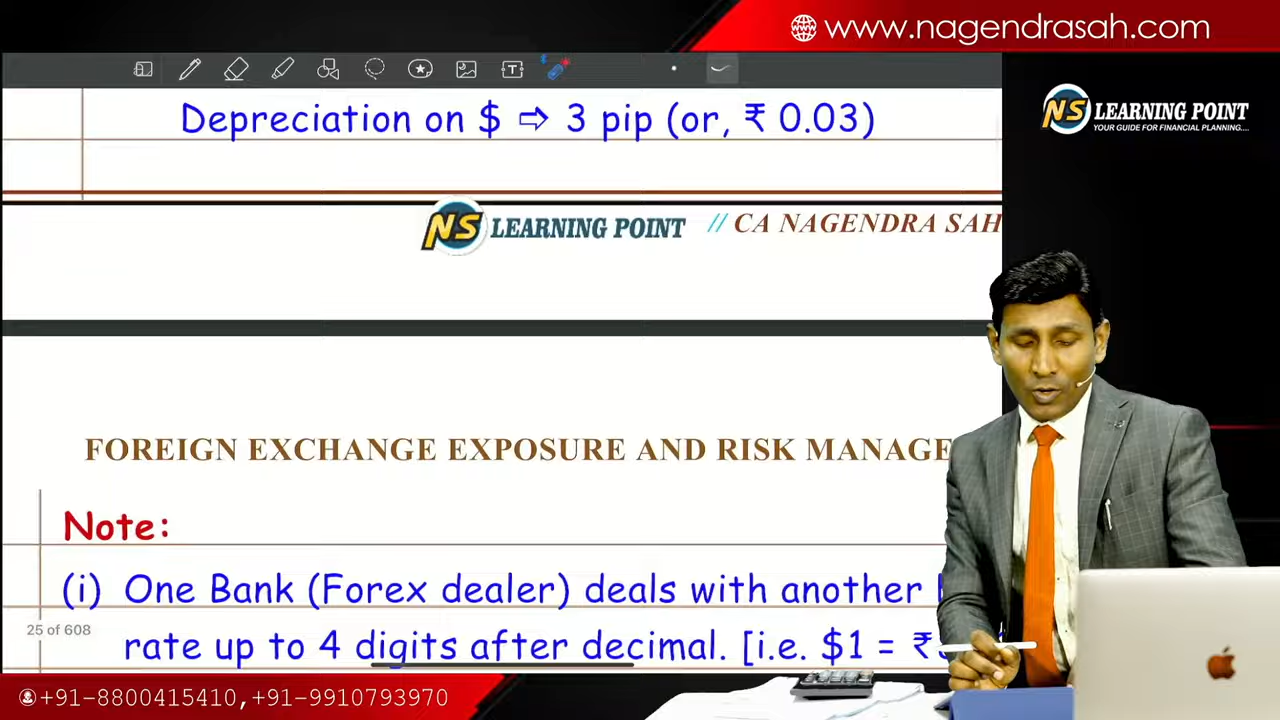 www.nagendrasah.com
Depreciation on $ ⇨ 3 pip (or, ₹ 0.03)
NS LEARNING POINT
YOUR GUIDE FOR FINANCIAL PLANNING....
NS LEARNING POINT // CA NAGENDRA SAH
FOREIGN EXCHANGE EXPOSURE AND RISK
Note:
(i) One Bank (Forex dealer) deals with another
25 of 608
rate up to 4 digits after decimal. [i.e. $1 = ₹
+91-8800415410,+91-9910793970